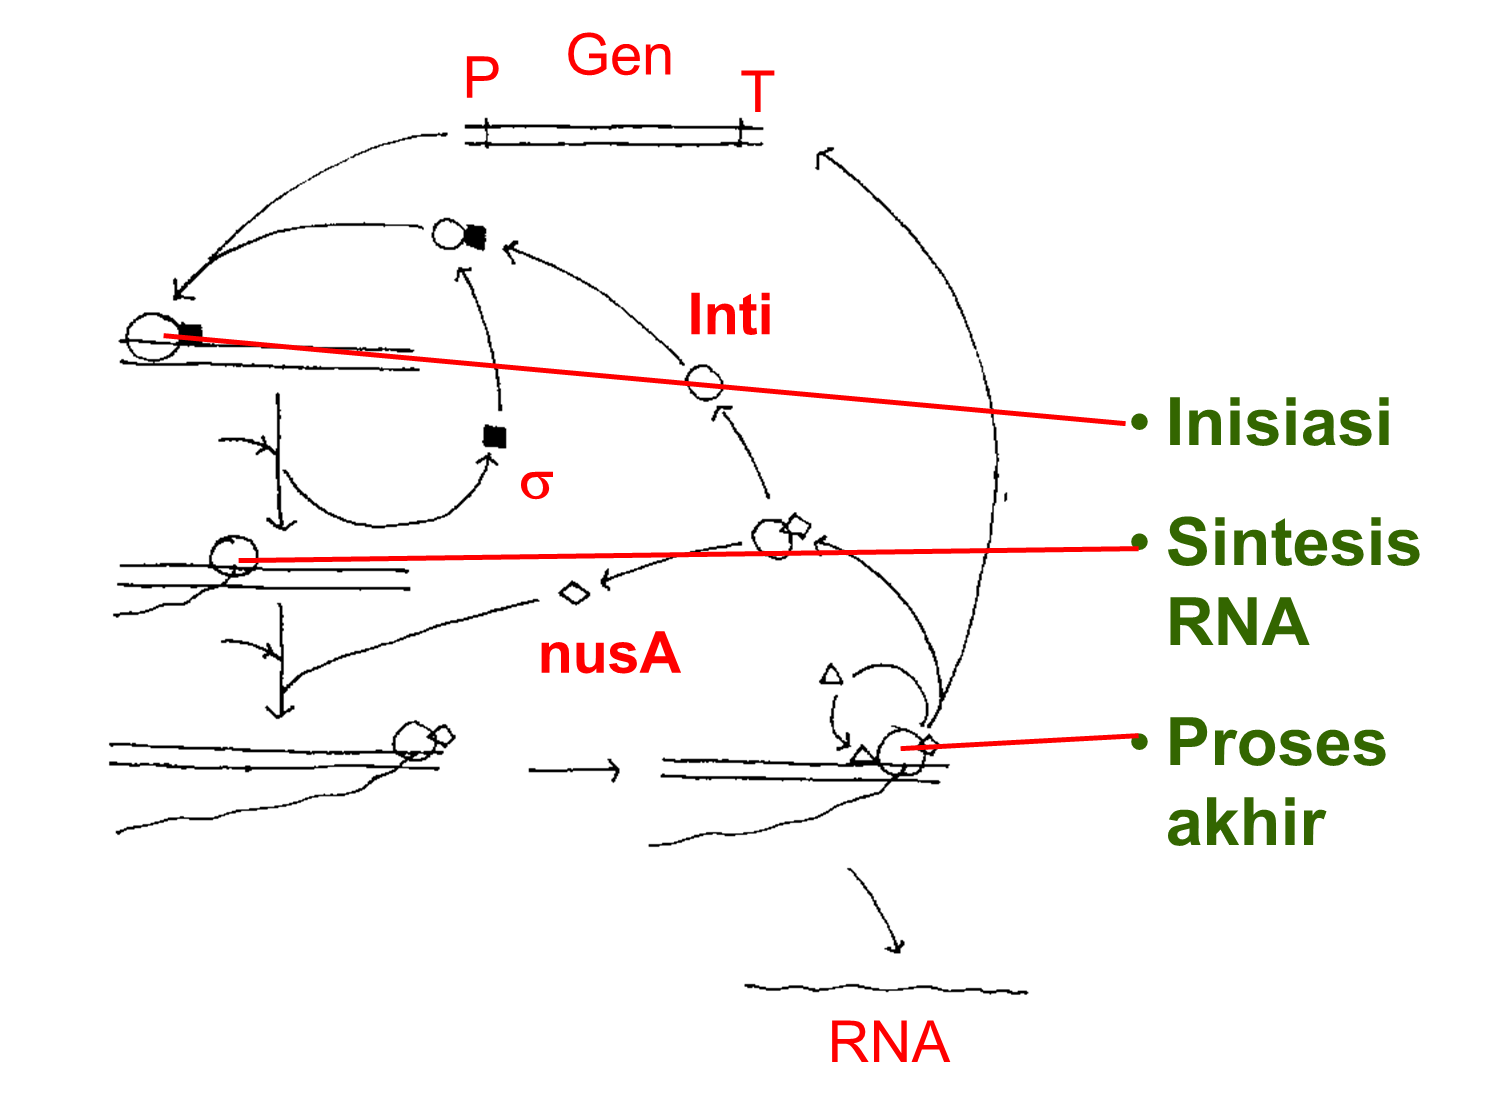 P Gen T
Inti
• Inisiasi
σ
• Sintesis
RNA
nusA
• Proses
akhir
RNA